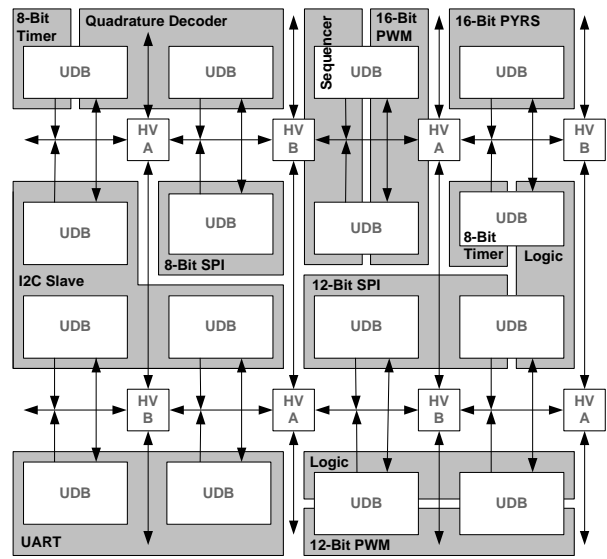 8-Bit
Timer
Quadrature Decoder
Sequencer
16-Bit
PWM
16-Bit PYRS
UDB
UDB
UDB
UDB
HV
A
HV
B
HV
A
HV
B
UDB
UDB
UDB
UDB
8-Bit SPI
8-Bit
Timer
Logic
I2C Slave
12-Bit SPI
UDB
UDB
UDB
UDB
HV
B
HV
A
HV
B
HV
A
Logic
UDB
UDB
UDB
UDB
UART
12-Bit PWM